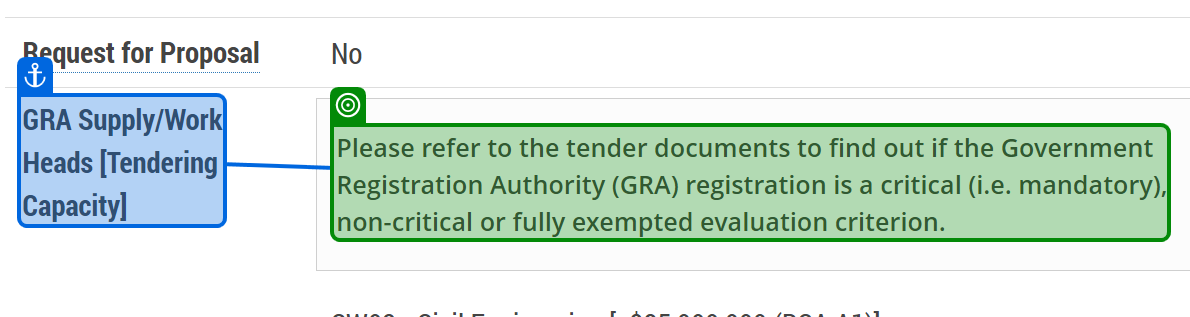 Request for Proposal
No
GRA Supply/Work
Heads [Tendering
Capacity]
Please refer to the tender documents to find out if the Government
Registration Authority (GRA) registration is a critical (i.e. mandatory),
non-critical or fully exempted evaluation criterion.